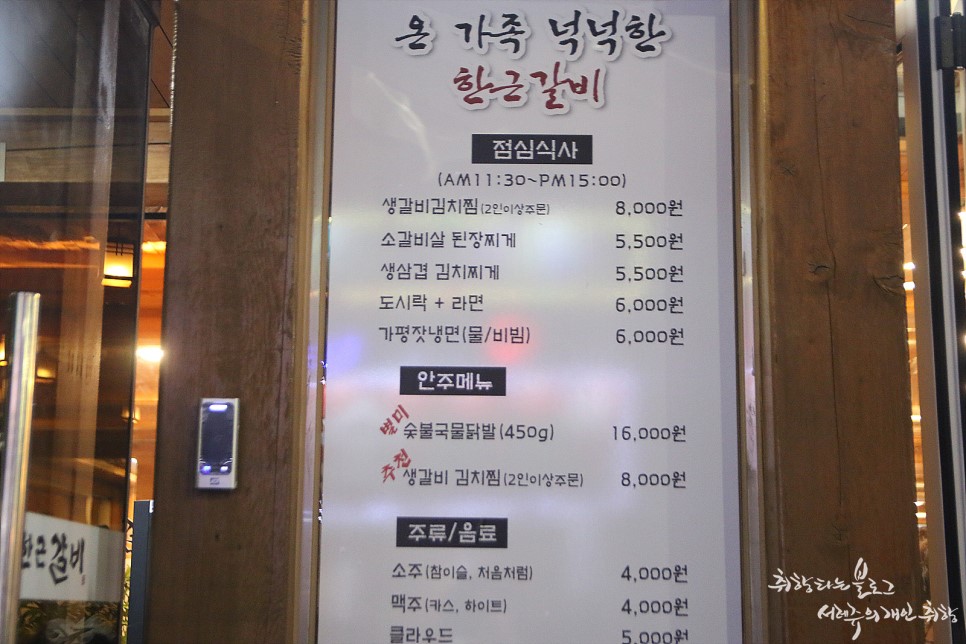 온 가족 넉넉한
한근갈비
점심식사
(AM11:30~PM15:00)
생갈비김치찜(2인이상주문) 8,000원
소갈비살 된장찌게 5,500원
생삼겹 김치찌게 5,500원
도시락 + 라면 6,000원
가평잣냉면(물/비빔) 6,000원
안주메뉴
별미 숯불국물닭발(450g) 16,000원
추천 생갈비 김치찜(2인이상주문) 8,000원
주류/음료
소주(참이슬, 처음처럼) 4,000원
맥주(카스, 하이트) 4,000원
클라우드 5,000원
한근갈비
취향타는블로그
서레주의개인취향